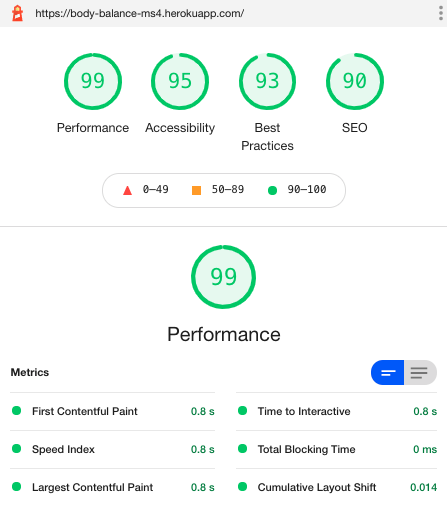 https://body-balance-ms4.herokuapp.com/
99 95 93 90
Performance Accessibility Best Practices SEO
0–49 50–89 90–100
99
Performance
Metrics
First Contentful Paint 0.8 s
Time to Interactive 0.8 s
Speed Index 0.8 s
Total Blocking Time 0 ms
Largest Contentful Paint 0.8 s
Cumulative Layout Shift 0.014